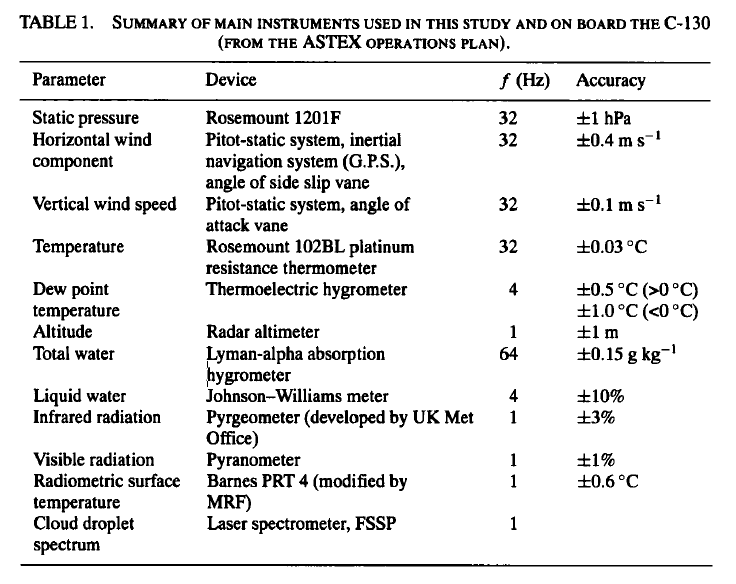 TABLE 1. SUMMARY OF MAIN INSTRUMENTS USED IN THIS STUDY AND ON BOARD THE C-130
(FROM THE ASTEX OPERATIONS PLAN).
Parameter Device f (Hz) Accuracy
Static pressure Rosemount 1201F 32 ±1 hPa
Horizontal wind Pitot-static system, inertial 32 ±0.4 m s⁻¹
component navigation system (G.P.S.),
angle of side slip vane
Vertical wind speed Pitot-static system, angle of 32 ±0.1 m s⁻¹
attack vane
Temperature Rosemount 102BL platinum 32 ±0.03 °C
resistance thermometer
Dew point Thermoelectric hygrometer 4 ±0.5 °C (>0 °C)
temperature ±1.0 °C (<0 °C)
Altitude Radar altimeter 1 ±1 m
Total water Lyman-alpha absorption 64 ±0.15 g kg⁻¹
hygrometer
Liquid water Johnson–Williams meter 4 ±10%
Infrared radiation Pyrgeometer (developed by UK Met 1 ±3%
Office)
Visible radiation Pyranometer 1 ±1%
Radiometric surface Barnes PRT 4 (modified by 1 ±0.6 °C
temperature MRF)
Cloud droplet Laser spectrometer, FSSP 1
spectrum